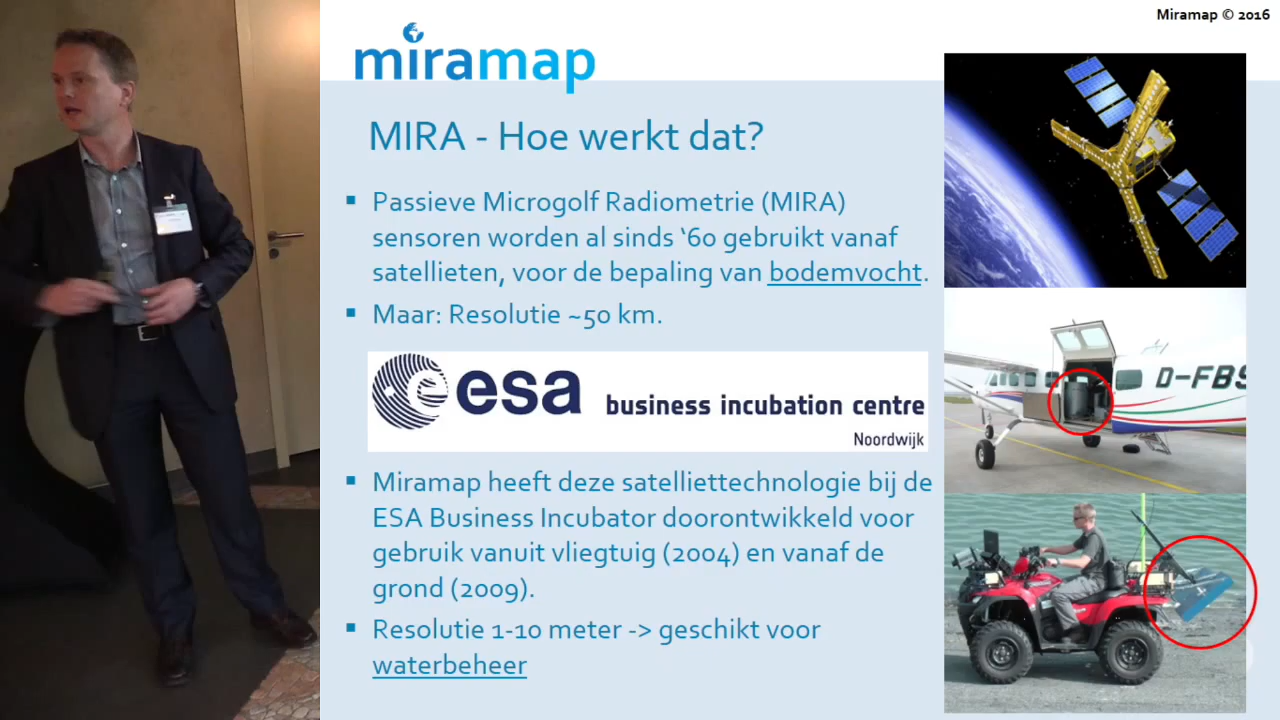 Miramap © 2016
miramap
MIRA - Hoe werkt dat?
▪ Passieve Microgolf Radiometrie (MIRA)
sensoren worden al sinds ‘60 gebruikt vanaf
satellieten, voor de bepaling van bodemvocht.
▪ Maar: Resolutie ~50 km.
esa business incubation centre
Noordwijk
▪ Miramap heeft deze satelliettechnologie bij de
ESA Business Incubator doorontwikkeld voor
gebruik vanuit vliegtuig (2004) en vanaf de
grond (2009).
▪ Resolutie 1-10 meter -> geschikt voor
waterbeheer
D-FBS